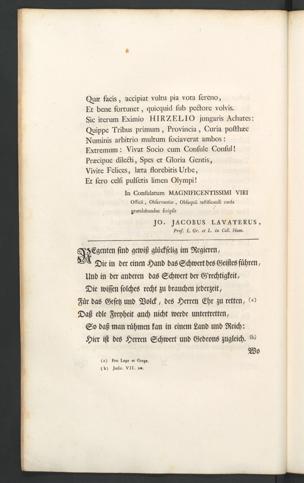 Quæ facis, accipiat vultu pia vota sereno,
Et bene fortunet, quicquid sub pectore volvis.
Sic iterum Eximio HIRZELIO jungaris Achates:
Quippe Tribus primum, Provincia, Curia posthæc
Numinis arbitrio multum sociaverat ambos:
Extremum: Vivat Socio cum Consule Consul!
Præcipue dilecti, Spes et Gloria Gentis,
Vivite Felices, læta florebitis Urbe,
Et sero celsi pulsetis limen Olympi!
In Consulatum MAGNIFICENTISSIMI VIRI
Officii, Observantiæ, Obsequii testificandi causa
gratulabundus scripsit
JO. JACOBUS LAVATERUS,
Prof. L. Gr. et L. in Coll. Hum.
Regenten sind gewiß glückselig im Regieren,
Die in der einen Hand das Schwert des Geistes führen,
Und in der anderen das Schwert der G'rechtigkeit,
Die wissen solches recht zu brauchen jederzeit,
Für das Gesetz und Volck, des Herren Ehr zu retten, (a)
Daß edle Freyheit auch nicht werde untertretten,
So daß man rühmen kan in einem Land und Reich:
Hier ist des Herren Schwert und Gedeons zugleich. (b)
Wo
(a) Pro Lege et Grege.
(b) Judic. VII. 20.